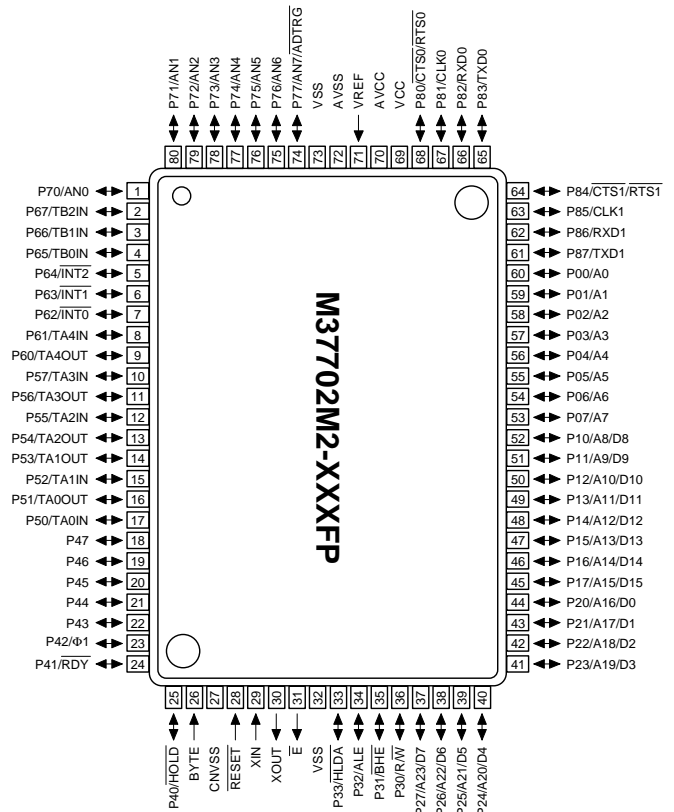 P71/AN1
P72/AN2
P73/AN3
P74/AN4
P75/AN5
P76/AN6
P77/AN7/ADTRG
VSS
AVSS
VREF
AVCC
VCC
P80/CTS0/RTS0
P81/CLK0
P82/RXD0
P83/TXD0
80 79 78 77 76 75 74 73 72 71 70 69 68 67 66 65
P70/AN0 1
P67/TB2IN 2
P66/TB1IN 3
P65/TB0IN 4
P64/INT2 5
P63/INT1 6
P62/INT0 7
P61/TA4IN 8
P60/TA4OUT 9
P57/TA3IN 10
P56/TA3OUT 11
P55/TA2IN 12
P54/TA2OUT 13
P53/TA1OUT 14
P52/TA1IN 15
P51/TA0OUT 16
P50/TA0IN 17
P47 18
P46 19
P45 20
P44 21
P43 22
P42/Φ1 23
P41/RDY 24
M37702M2-XXXFP
64 P84/CTS1/RTS1
63 P85/CLK1
62 P86/RXD1
61 P87/TXD1
60 P00/A0
59 P01/A1
58 P02/A2
57 P03/A3
56 P04/A4
55 P05/A5
54 P06/A6
53 P07/A7
52 P10/A8/D8
51 P11/A9/D9
50 P12/A10/D10
49 P13/A11/D11
48 P14/A12/D12
47 P15/A13/D13
46 P16/A14/D14
45 P17/A15/D15
44 P20/A16/D0
43 P21/A17/D1
42 P22/A18/D2
41 P23/A19/D3
25 26 27 28 29 30 31 32 33 34 35 36 37 38 39 40
P40/HOLD
BYTE
CNVSS
RESET
XIN
XOUT
E
VSS
P33/HLDA
P32/ALE
P31/BHE
P30/R/W
P27/A23/D7
P26/A22/D6
P25/A21/D5
P24/A20/D4